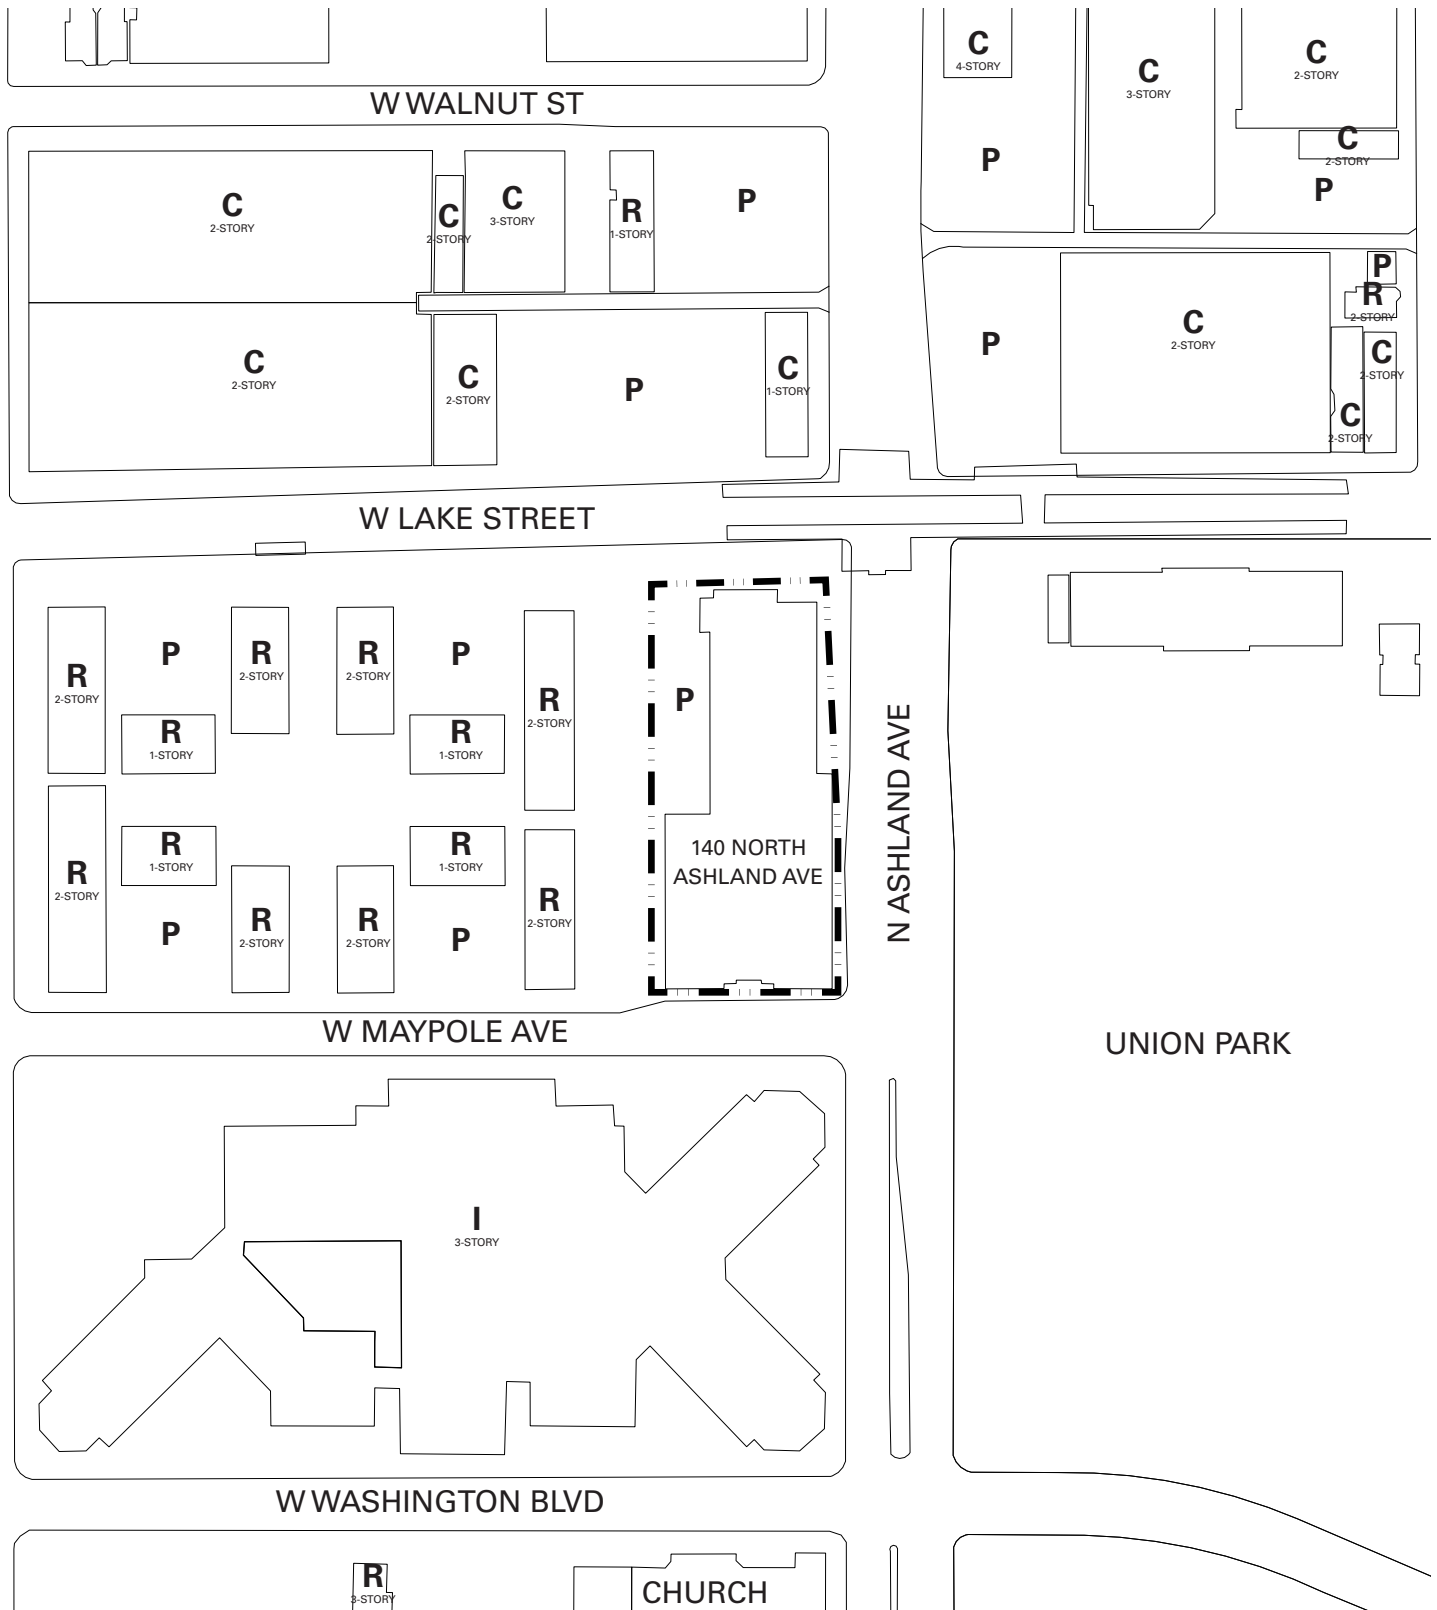 C
4-STORY
C
3-STORY
C
2-STORY
W WALNUT ST
C
2-STORY
P
P
C
2-STORY
C
2-STORY
C
3-STORY
R
1-STORY
P
P
R
2-STORY
C
2-STORY
C
2-STORY
P
C
1-STORY
P
C
2-STORY
C
2-STORY
C
2-STORY
W LAKE STREET
R
2-STORY
P
R
2-STORY
R
2-STORY
P
R
2-STORY
P
R
1-STORY
R
1-STORY
N ASHLAND AVE
R
2-STORY
R
1-STORY
R
1-STORY
140 NORTH
ASHLAND AVE
P
R
2-STORY
R
2-STORY
P
R
2-STORY
W MAYPOLE AVE
UNION PARK
I
3-STORY
W WASHINGTON BLVD
R
3-STORY
CHURCH